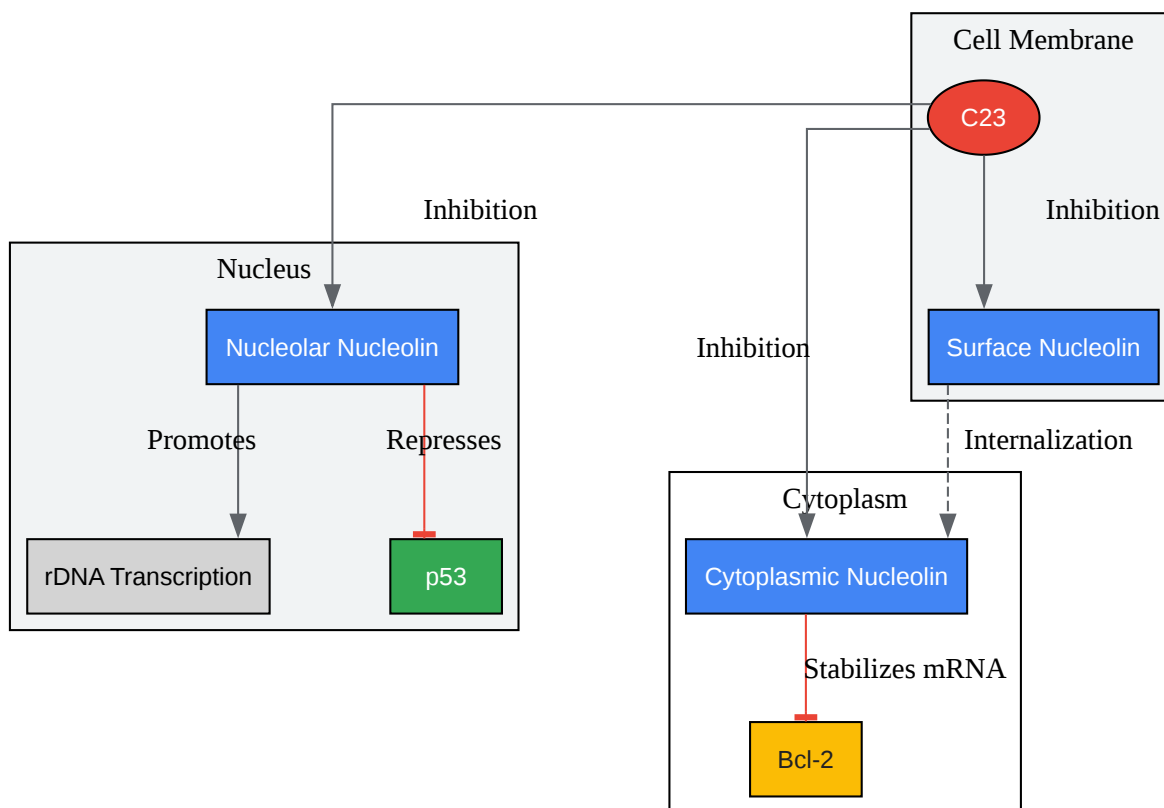 Cell Membrane
C23
Inhibition
Inhibition
Nucleus
Nucleolar Nucleolin
Inhibition
Surface Nucleolin
Promotes
Represses
Internalization
Cytoplasm
rDNA Transcription
p53
Cytoplasmic Nucleolin
Stabilizes mRNA
Bcl-2